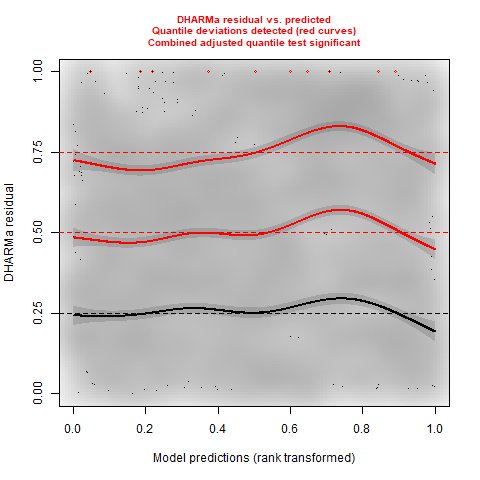 DHARMa residual vs. predicted
Quantile deviations detected (red curves)
Combined adjusted quantile test significant
1.00
0.75
0.50
0.25
0.00
DHARMa residual
0.0 0.2 0.4 0.6 0.8 1.0
Model predictions (rank transformed)